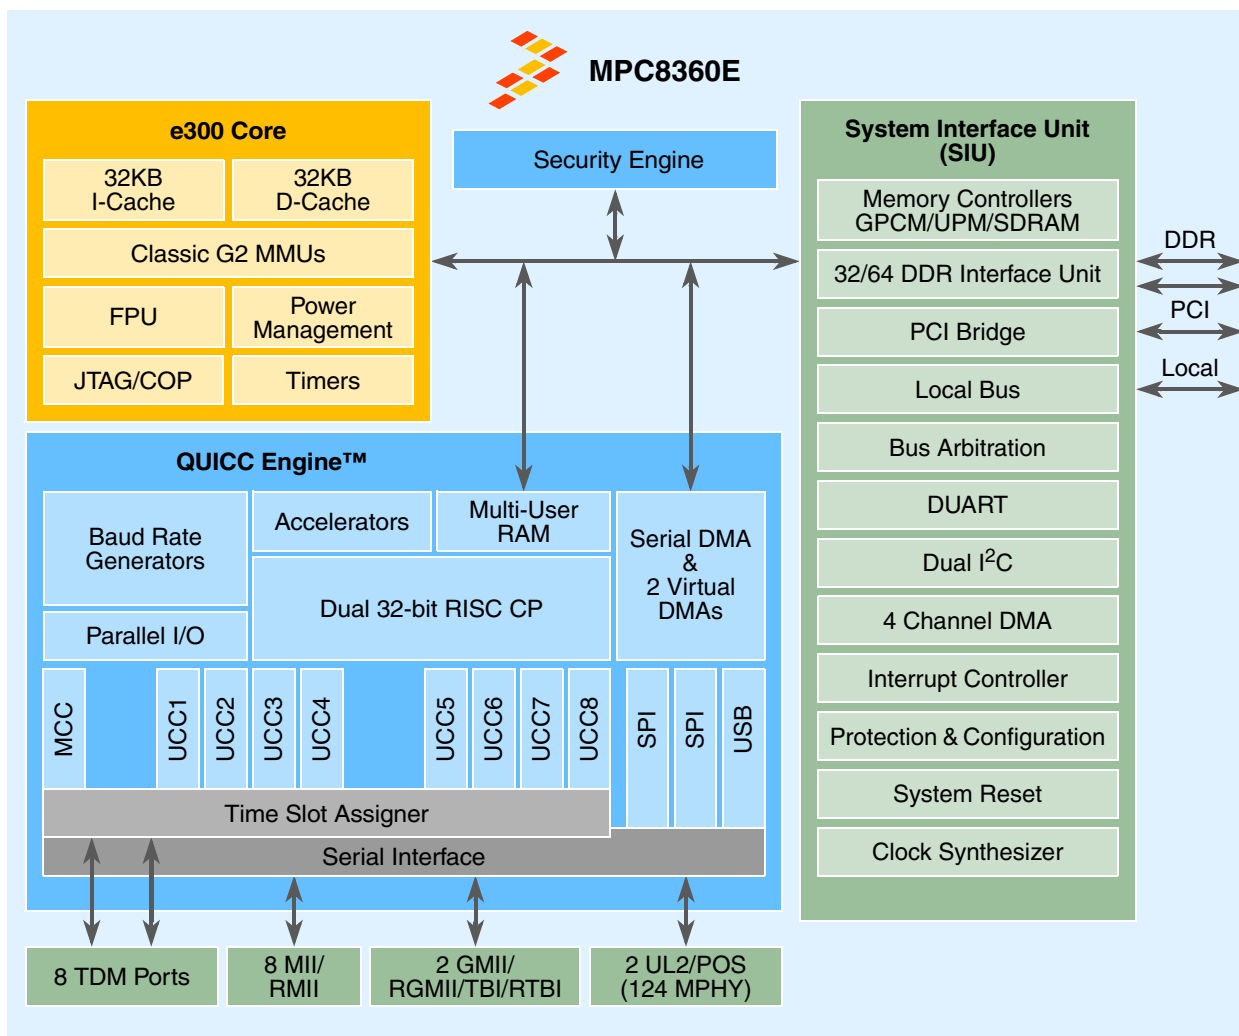 MPC8360E
e300 Core
32KB
I-Cache
32KB
D-Cache
Classic G2 MMUs
FPU
Power
Management
JTAG/COP
Timers
Security Engine
System Interface Unit
(SIU)
Memory Controllers
GPCM/UPM/SDRAM
32/64 DDR Interface Unit
PCI Bridge
Local Bus
Bus Arbitration
DUART
Dual I²C
4 Channel DMA
Interrupt Controller
Protection & Configuration
System Reset
Clock Synthesizer
DDR
PCI
Local
QUICC Engine™
Baud Rate
Generators
Parallel I/O
Accelerators
Multi-User
RAM
Dual 32-bit RISC CP
Serial DMA
&
2 Virtual
DMAs
MCC
UCC1
UCC2
UCC3
UCC4
UCC5
UCC6
UCC7
UCC8
SPI
SPI
USB
Time Slot Assigner
Serial Interface
8 TDM Ports
8 MII/
RMII
2 GMII/
RGMII/TBI/RTBI
2 UL2/POS
(124 MPHY)